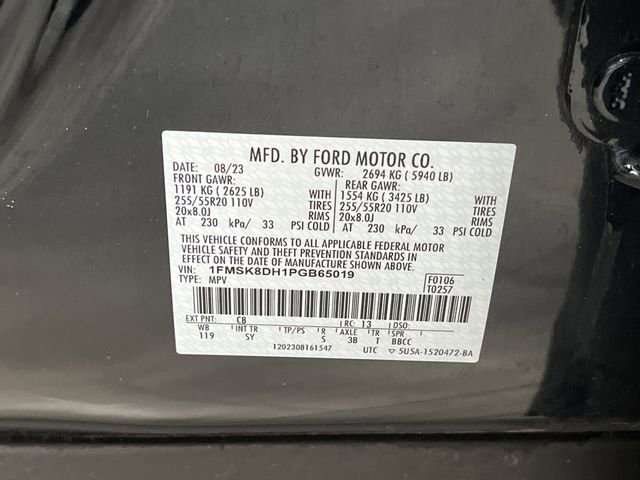 MFD. BY FORD MOTOR CO.
DATE: 08/23 GVWR: 2694 KG ( 5940 LB)
FRONT GAWR: REAR GAWR:
1191 KG ( 2625 LB) 1554 KG ( 3425 LB)
255/55R20 110V TIRES 255/55R20 110V
20x8.0J RIMS 20x8.0J
AT 230 kPa/ 33 PSI COLD AT 230 kPa/ 33 PSI COLD
TIRES
RIMS
THIS VEHICLE CONFORMS TO ALL APPLICABLE FEDERAL MOTOR
VEHICLE SAFETY AND THEFT PREVENTION STANDARDS IN
EFFECT ON THE DATE OF MANUFACTURE SHOWN ABOVE.
VIN: 1FMSK8DH1PGB65019 F0106
TYPE: MPV T0257
EXT PNT: C8 RC: 13 DSO:
WB INT TR TP/PS R AXLE TR SPR
119 SY S 3B T BBCC
1202308161547 UTC ▽ 5U5A-1520472-BA